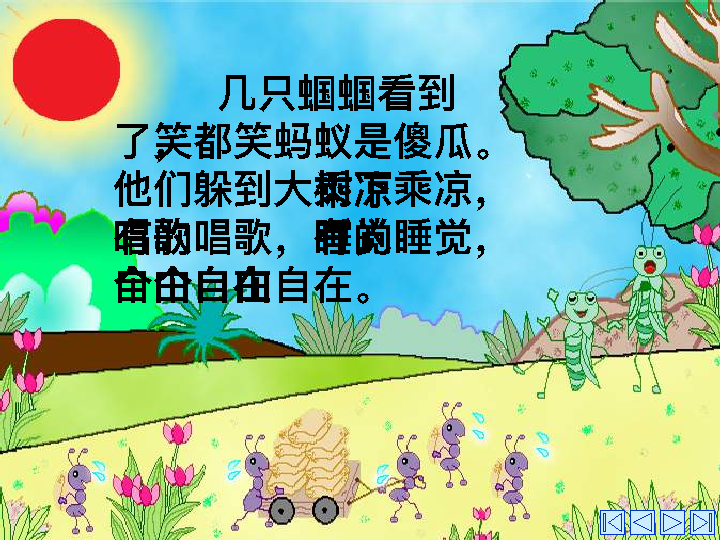 几只蝈蝈看到
了，都笑蚂蚁是傻瓜。
他们躲到大树下乘凉，
有的唱歌，有的睡觉，
个个自由自在。